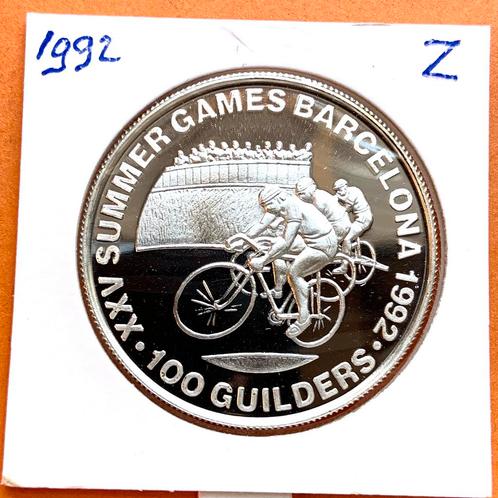 1992 Z
XXV SUMMER GAMES BARCELONA 1992 ·
100 GUILDERS ·